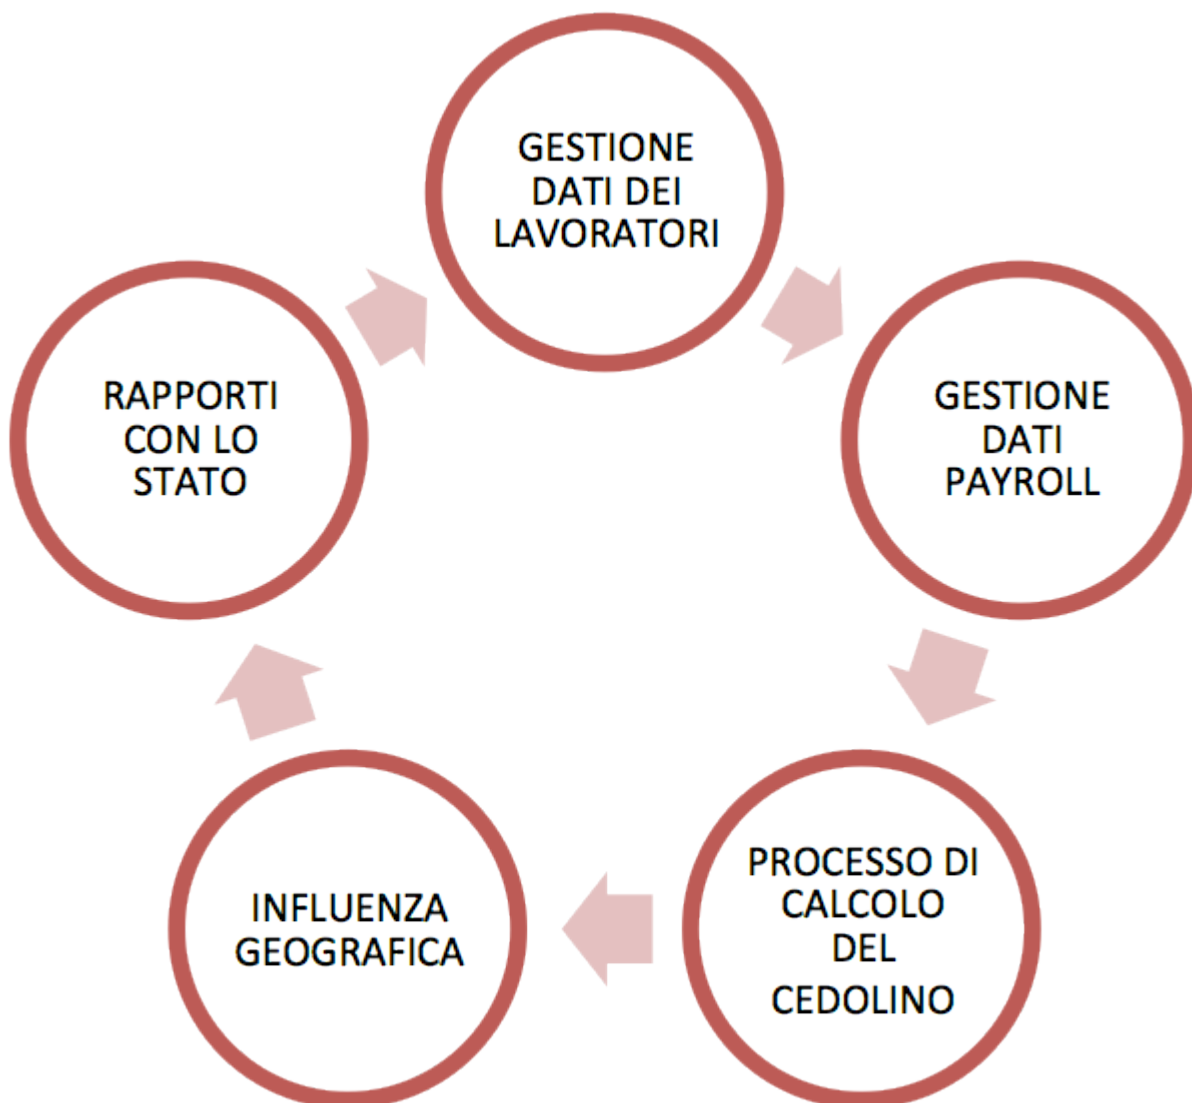 GESTIONE
DATI DEI
LAVORATORI
GESTIONE
DATI
PAYROLL
PROCESSO DI
CALCOLO
DEL
CEDOLINO
INFLUENZA
GEOGRAFICA
RAPPORTI
CON LO
STATO